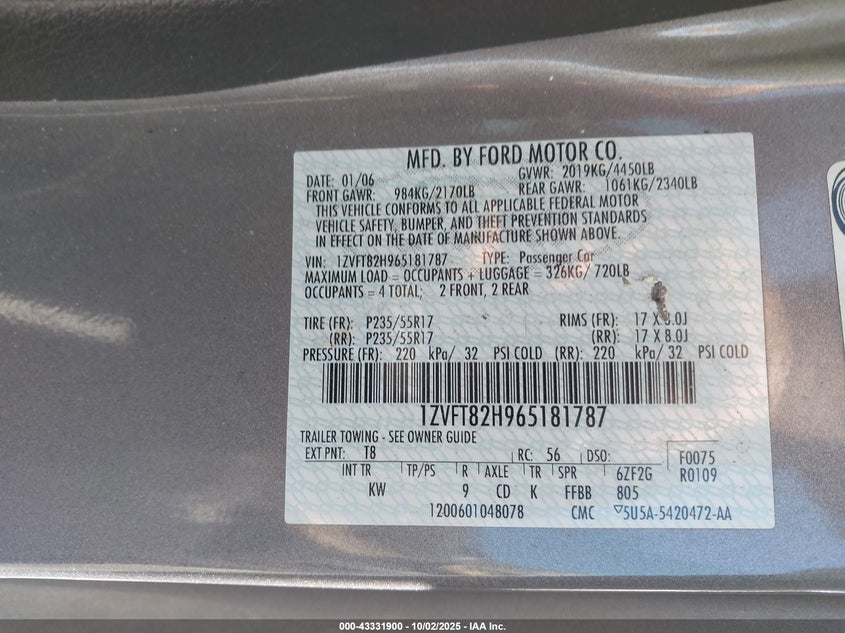 MFD. BY FORD MOTOR CO.
DATE: 01/06 GVWR: 2019KG/4450LB
FRONT GAWR: 984KG/2170LB REAR GAWR: 1061KG/2340LB
THIS VEHICLE CONFORMS TO ALL APPLICABLE FEDERAL MOTOR
VEHICLE SAFETY, BUMPER, AND THEFT PREVENTION STANDARDS
IN EFFECT ON THE DATE OF MANUFACTURE SHOWN ABOVE.
VIN: 1ZVFT82H965181787 TYPE: Passenger Car
MAXIMUM LOAD = OCCUPANTS + LUGGAGE = 326KG/ 720LB
OCCUPANTS = 4 TOTAL; 2 FRONT, 2 REAR
TIRE (FR): P235/55R17 RIMS (FR): 17 X 8.0J
(RR): P235/55R17 (RR): 17 X 8.0J
PRESSURE (FR): 220 kPa/ 32 PSI COLD (RR): 220 kPa/ 32 PSI COLD
1ZVFT82H965181787
TRAILER TOWING - SEE OWNER GUIDE
EXT PNT: T8 RC: 56 DSO: F0075
INT TR TP/PS R AXLE TR SPR 6ZF2G R0109
KW 9 CD K FFBB 805
1200601048078 CMC ▽5U5A-5420472-AA
000-43331900 - 10/02/2025 - IAA Inc.